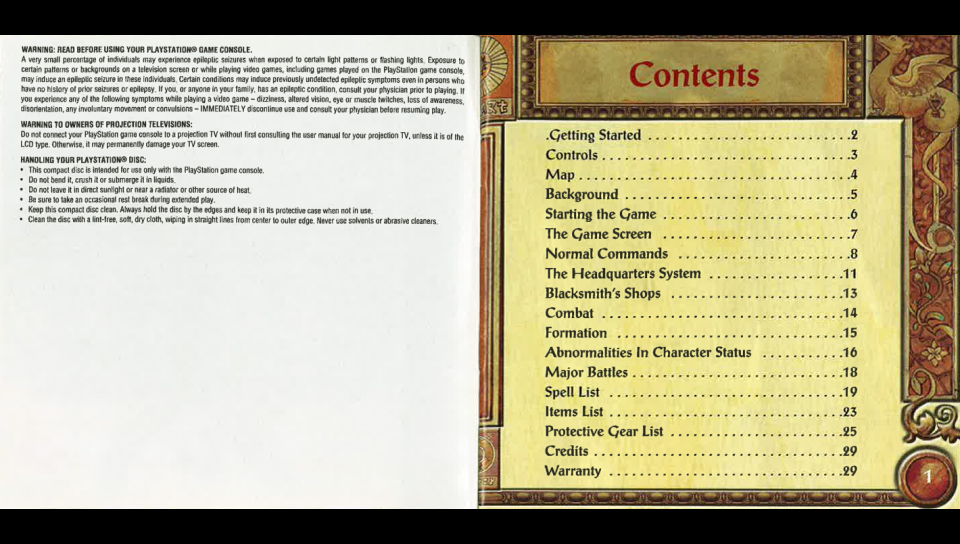 WARNING: READ BEFORE USING YOUR PLAYSTATION® GAME CONSOLE.
A very small percentage of individuals may experience epileptic seizures when exposed to certain light patterns or flashing lights. Exposure to
certain patterns or backgrounds on a television screen or while playing video games, including games played on the PlayStation game console,
may induce an epileptic seizure in these individuals. Certain conditions may induce previously undetected epileptic symptoms even in persons who
have no history of prior seizures or epilepsy. If you, or anyone in your family, has an epileptic condition, consult your physician prior to playing. If
you experience any of the following symptoms while playing a video game – dizziness, altered vision, eye or muscle twitches, loss of awareness,
disorientation, any involuntary movement or convulsions – IMMEDIATELY discontinue use and consult your physician before resuming play.
WARNING TO OWNERS OF PROJECTION TELEVISIONS:
Do not connect your PlayStation game console to a projection TV without first consulting the user manual for your projection TV, unless it is of the
LCD type. Otherwise, it may permanently damage your TV screen.
HANDLING YOUR PLAYSTATION® DISC:
• This compact disc is intended for use only with the PlayStation game console.
• Do not bend it, crush it or submerge it in liquids.
• Do not leave it in direct sunlight or near a radiator or other source of heat.
• Be sure to take an occasional rest break during extended play.
• Keep this compact disc clean. Always hold the disc by the edges and keep it in its protective case when not in use.
• Clean the disc with a lint-free, soft, dry cloth, wiping in straight lines from center to outer edge. Never use solvents or abrasive cleaners.
Contents
.Getting Started . . . . . . . . . . . . . . . . . . . . . . . . . . .2
Controls . . . . . . . . . . . . . . . . . . . . . . . . . . . . . . . . .3
Map . . . . . . . . . . . . . . . . . . . . . . . . . . . . . . . . . . . .4
Background . . . . . . . . . . . . . . . . . . . . . . . . . . . . . .5
Starting the Game . . . . . . . . . . . . . . . . . . . . . . . . .6
The Game Screen . . . . . . . . . . . . . . . . . . . . . . . . .7
Normal Commands . . . . . . . . . . . . . . . . . . . . . . . .8
The Headquarters System . . . . . . . . . . . . . . . . . .11
Blacksmith's Shops . . . . . . . . . . . . . . . . . . . . . . .13
Combat . . . . . . . . . . . . . . . . . . . . . . . . . . . . . . . .14
Formation . . . . . . . . . . . . . . . . . . . . . . . . . . . . . .15
Abnormalities In Character Status . . . . . . . . . . .16
Major Battles . . . . . . . . . . . . . . . . . . . . . . . . . . . .18
Spell List . . . . . . . . . . . . . . . . . . . . . . . . . . . . . . .19
Items List . . . . . . . . . . . . . . . . . . . . . . . . . . . . . . .23
Protective Gear List . . . . . . . . . . . . . . . . . . . . . . .25
Credits . . . . . . . . . . . . . . . . . . . . . . . . . . . . . . . . .29
Warranty . . . . . . . . . . . . . . . . . . . . . . . . . . . . . . .29
1